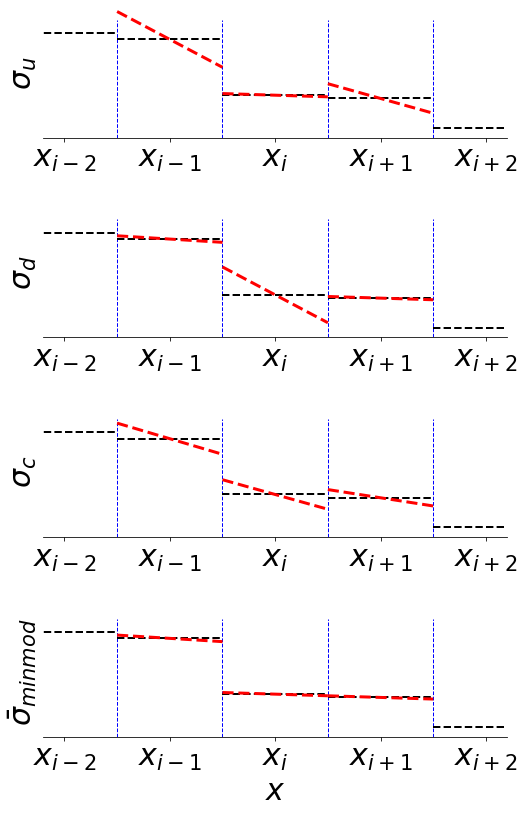 σ_u
x_{i−2} x_{i−1} x_i x_{i+1} x_{i+2}
σ_d
x_{i−2} x_{i−1} x_i x_{i+1} x_{i+2}
σ_c
x_{i−2} x_{i−1} x_i x_{i+1} x_{i+2}
σ̄_{minmod}
x_{i−2} x_{i−1} x_i x_{i+1} x_{i+2}
x